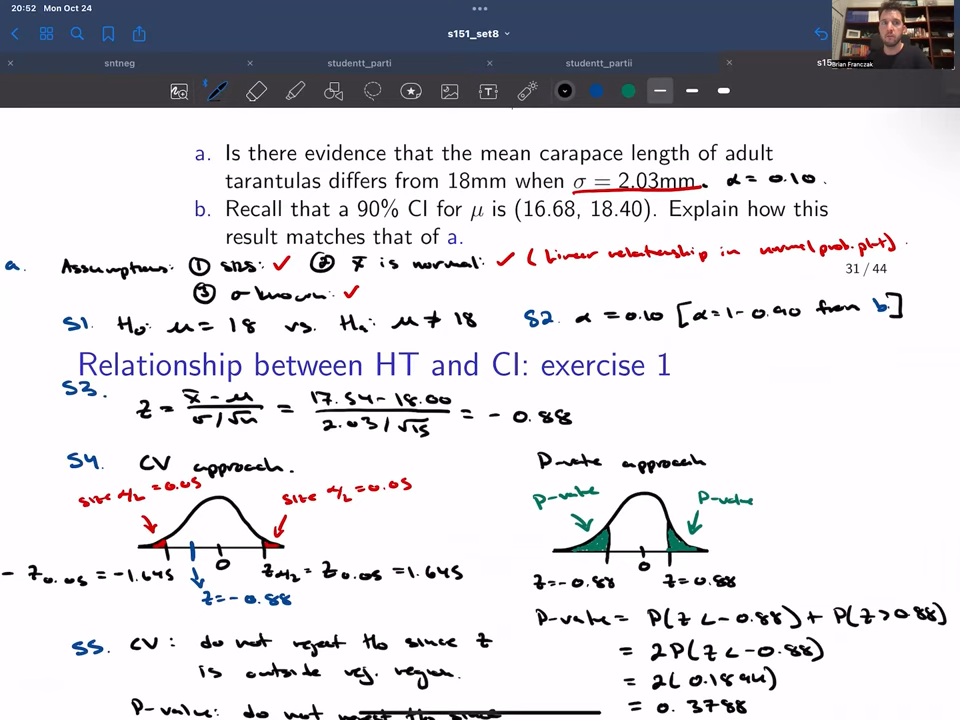 20:52 Mon Oct 24
s151_set8
sntneg
studentt_parti
studentt_partii
Brian Franczak
a. Is there evidence that the mean carapace length of adult
tarantulas differs from 18mm when σ = 2.03mm. α = 0.10.
b. Recall that a 90% CI for μ is (16.68, 18.40). Explain how this
result matches that of a.
31 / 44
a. Assumptions: ① SRS: ✓ ② x̄ is normal: ✓ (Linear relationship in normal prob. plot).
③ σ known: ✓
S1. H₀: μ = 18 vs. Hₐ: μ ≠ 18
S2. α = 0.10 [α = 1 - 0.90 from b.]
Relationship between HT and CI: exercise 1
S3.
z = (x̄ - μ)/(σ/√n) = (17.54 - 18.00)/(2.03/√15) = -0.88
S4. CV approach.
size α/2 = 0.05
size α/2 = 0.05
0
- z0.05 = -1.645
zα/2 = z0.05 = 1.645
z = -0.88
P-value approach
P-value
P-value
0
z = -0.88
z = 0.88
P-value = P(z < -0.88) + P(z > 0.88)
= 2P(z < -0.88)
= 2(0.1894)
= 0.3788
S5. CV: do not reject H₀ since z
is outside rej. region.
P-value: do not reject H₀ since